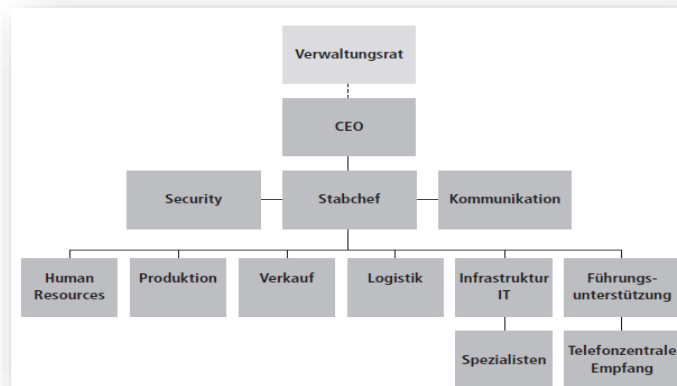 Verwaltungsrat
CEO
Security
Stabchef
Kommunikation
Human
Resources
Produktion
Verkauf
Logistik
Infrastruktur
IT
Führungs-
unterstützung
Spezialisten
Telefonzentrale
Empfang